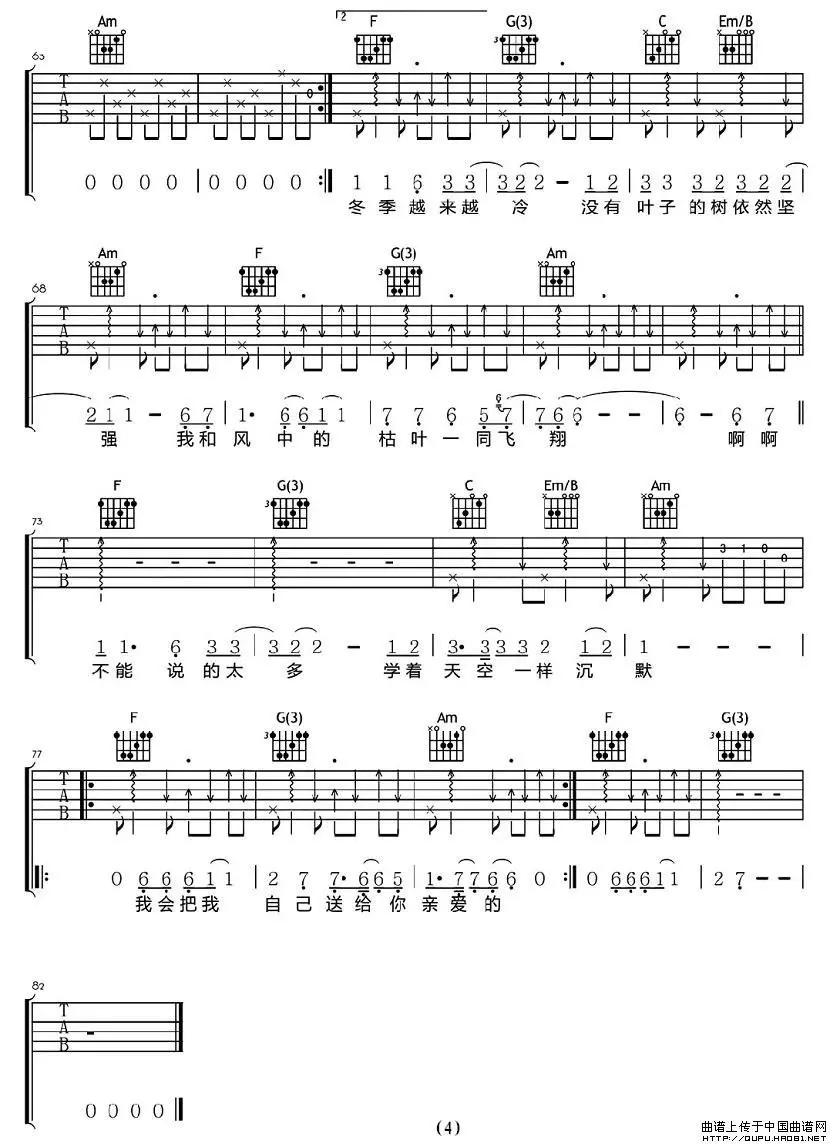 2
Am F G(3) C Em/B
65
T A B
0 0 0 0 | 0 0 0 0 :‖ 1 1 6 3 3 | 3 2 2 – 1 2 | 3 3 3 2 3 2 2
冬季越来越 冷 没有叶子的树依然坚
Am F G(3) Am
68
T A B
2 1 1 – 6 7 | 1· 6 6 1 1 | 7 7 6 5 6 7 | 7 6 6 – – | 6 – 6 7 ‖
强 我和风中的 枯叶一同飞 翔 啊啊
F G(3) C Em/B Am
73
T A B 3 1 0 0
1 1· 6 3 3 | 3 2 2 – 1 2 | 3· 3 3 3 2 1 2 | 1 – – –
不能 说的太 多 学着 天空一样沉 默
F G(3) Am F G(3)
77
T A B
‖: 0 6 6 6 1 1 | 2 7 7· 6 6 5 | 1· 7 7 6 6 0 :‖ 0 6 6 6 1 1 | 2 7 – –
我会把我 自己送给你 亲爱的
82
T A B
0 0 0 0
(4)
曲谱上传于中国曲谱网
HTTP://QUPU.HAO81.NET